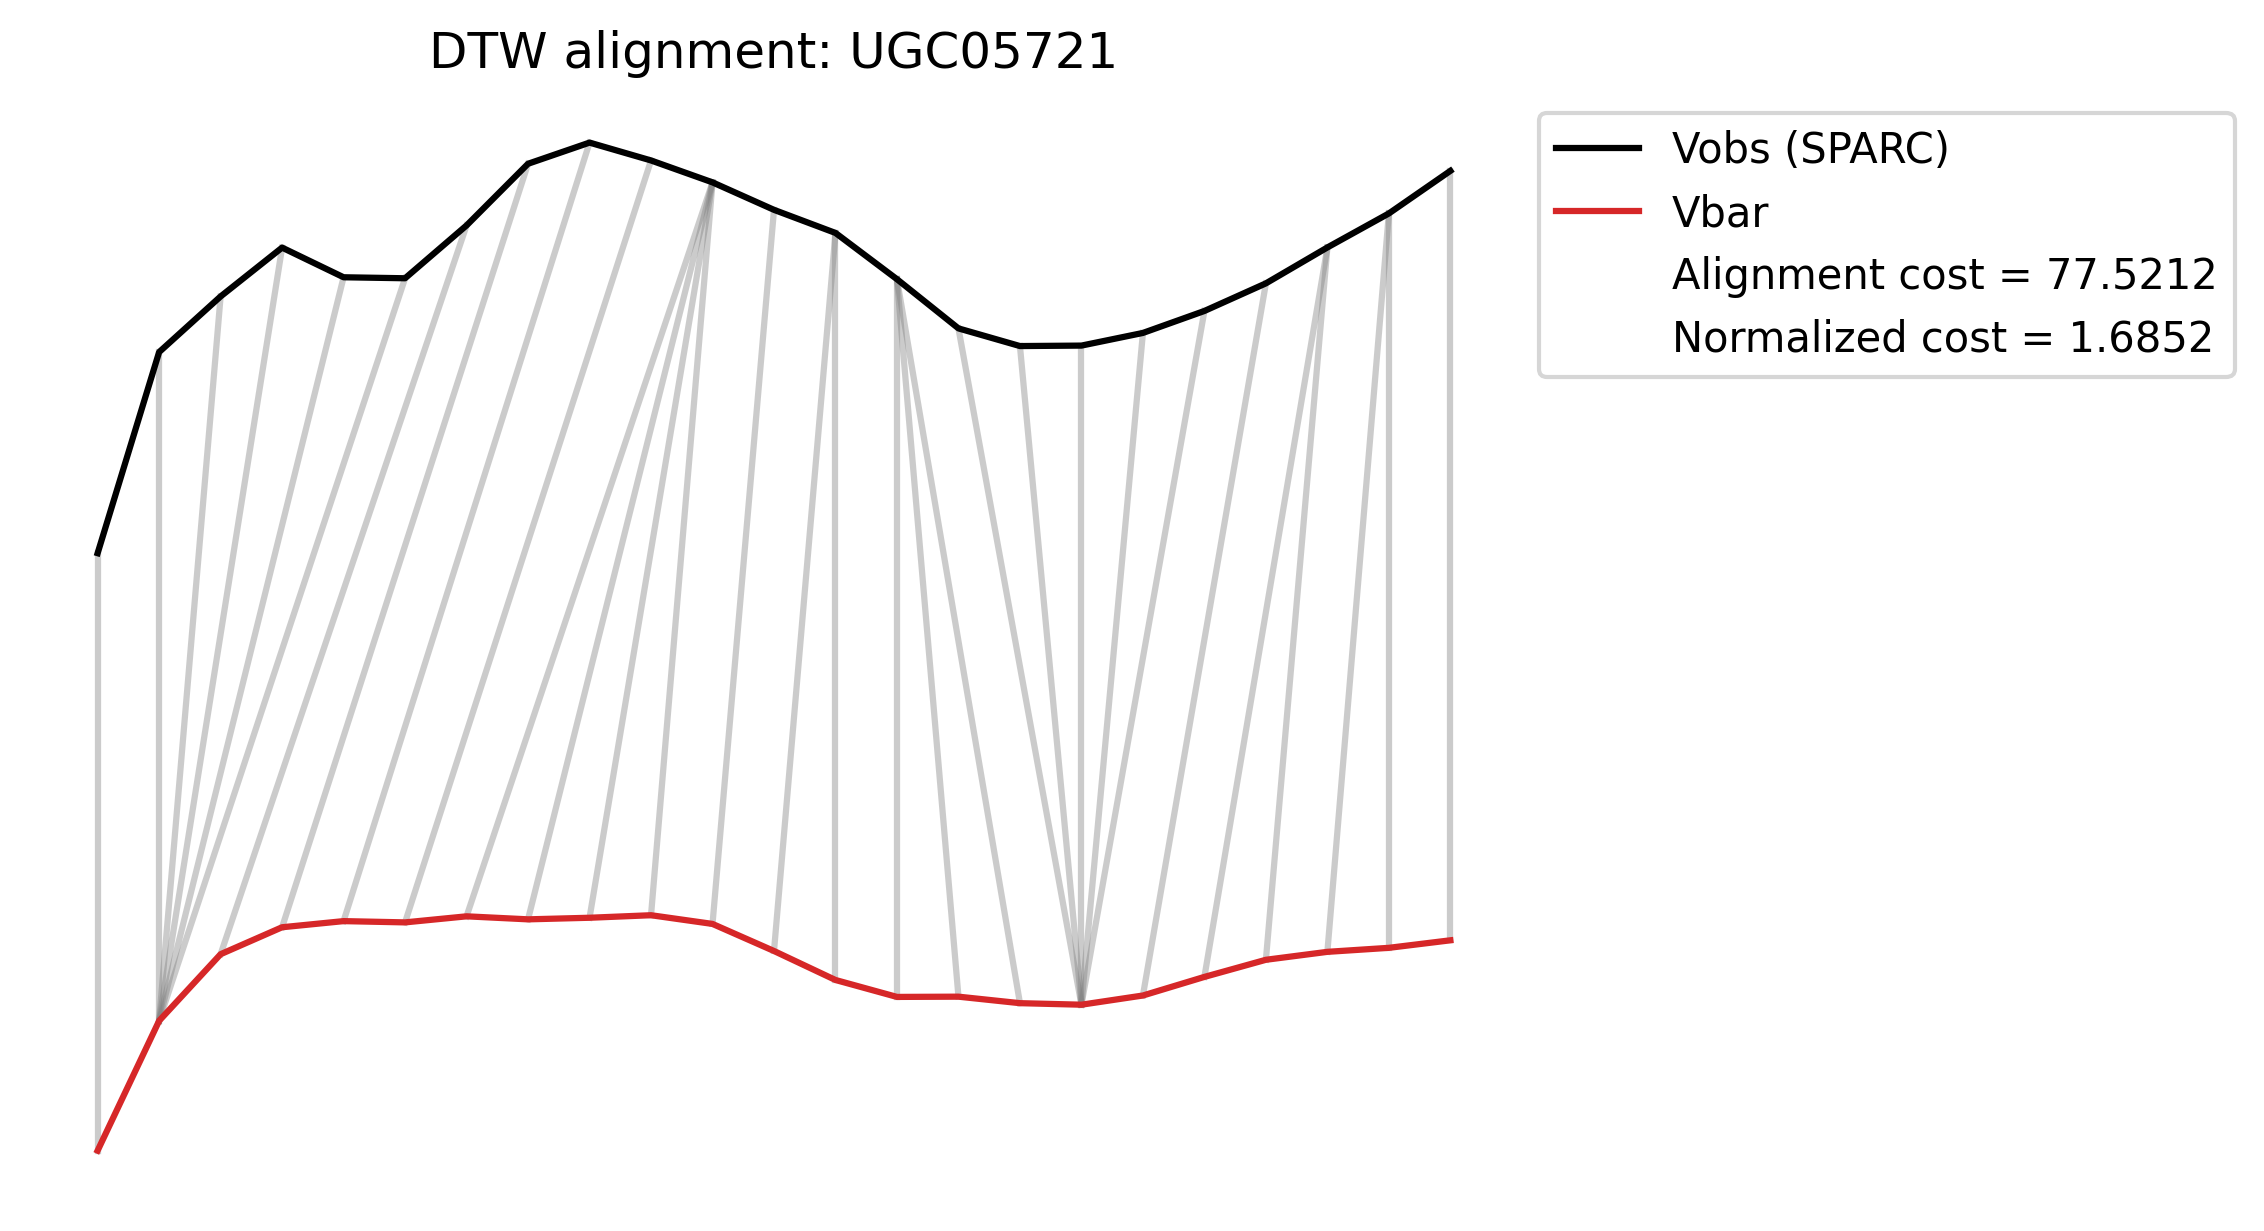 DTW alignment: UGC05721
Vobs (SPARC)
Vbar
Alignment cost = 77.5212
Normalized cost = 1.6852